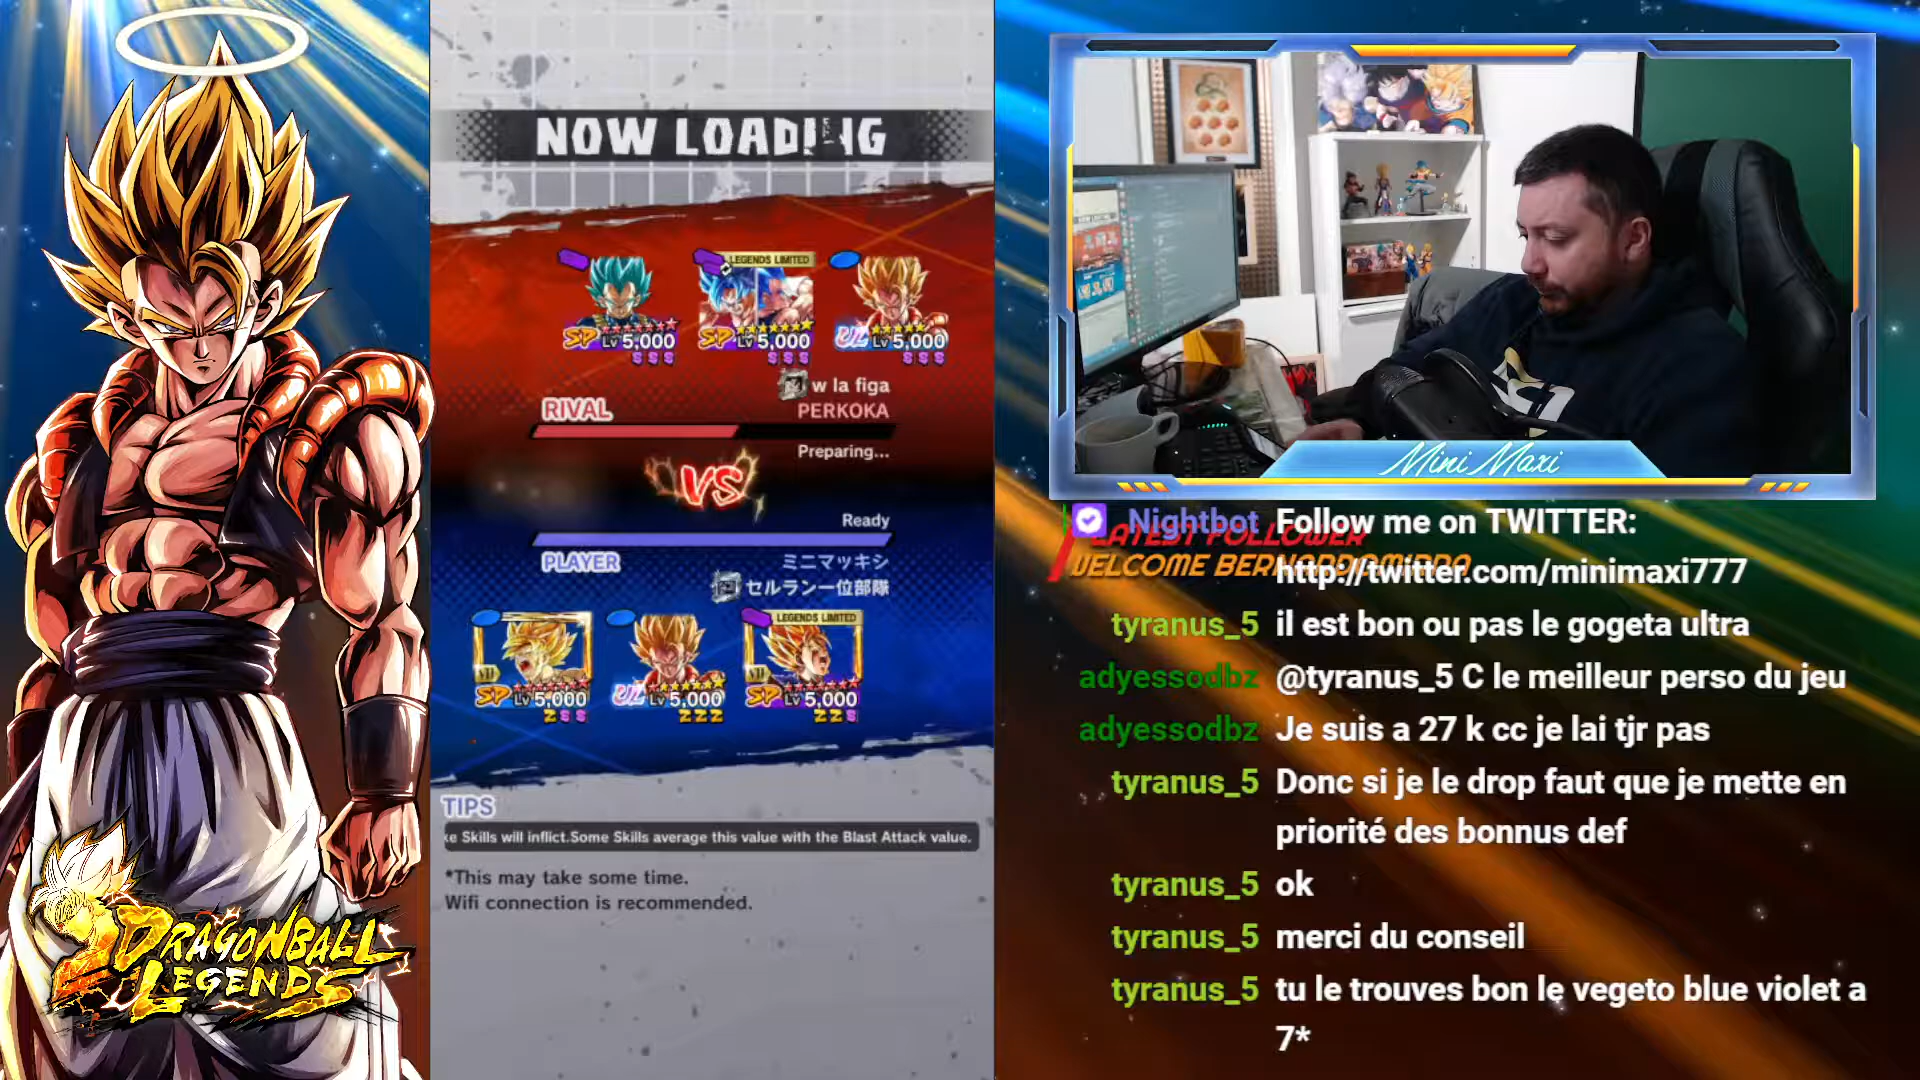 NOW LOADING
LEGENDS LIMITED
SP LV 5,000
SP LV 5,000
UL LV 5,000
S S S
S S S
S S S
w la figa
RIVAL
PERKOKA
Preparing...
VS
Ready
PLAYER
ミニマッキシ
セルラン一位部隊
LEGENDS LIMITED
VII
VII
SP LV 5,000
UL LV 5,000
SP LV 5,000
Z S S
Z Z Z
Z Z S
TIPS
e Skills will inflict.Some Skills average this value with the Blast Attack value.
*This may take some time.
Wifi connection is recommended.
DRAGONBALL
LEGENDS
Mini Maxi
LATEST FOLLOWER
WELCOME
Nightbot Follow me on TWITTER:
http://twitter.com/minimaxi777
tyranus_5 il est bon ou pas le gogeta ultra
adyessodbz @tyranus_5 C le meilleur perso du jeu
adyessodbz Je suis a 27 k cc je lai tjr pas
tyranus_5 Donc si je le drop faut que je mette en
priorité des bonnus def
tyranus_5 ok
tyranus_5 merci du conseil
tyranus_5 tu le trouves bon le vegeto blue violet a
7*